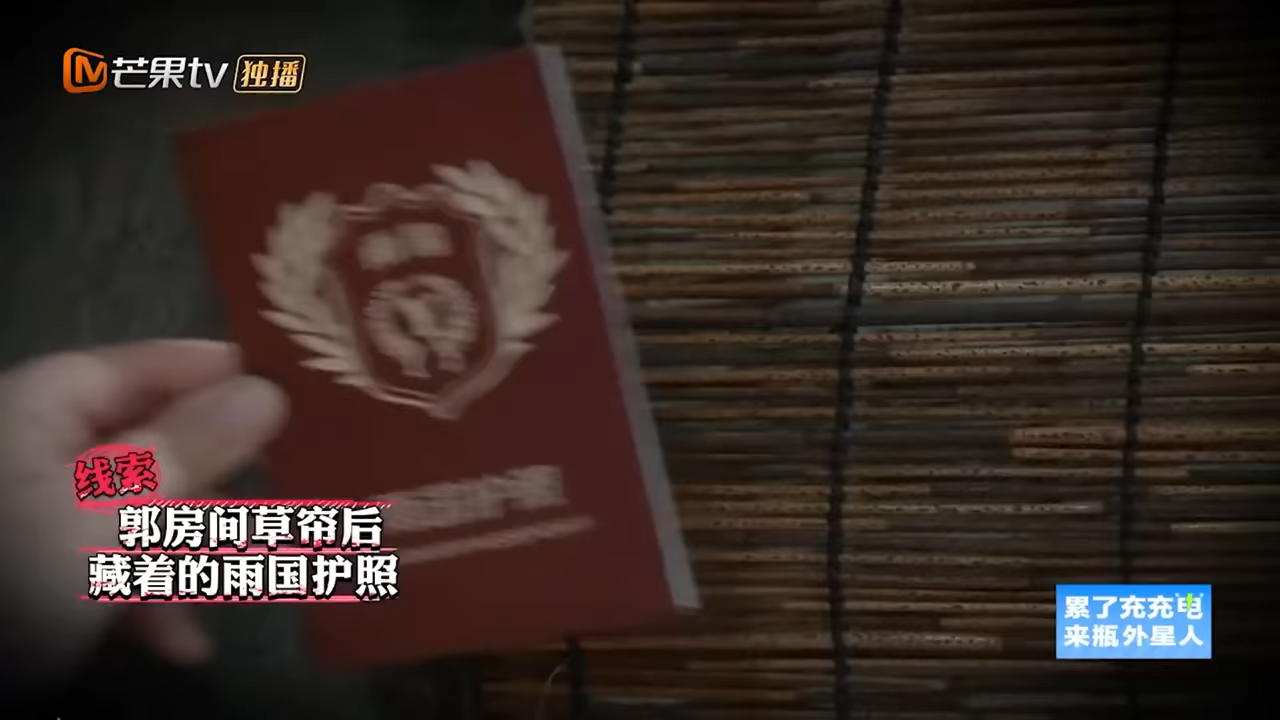 芒果tv 独播
线索
郭房间草帘后
藏着的雨国护照
累了充充电
来瓶外星人